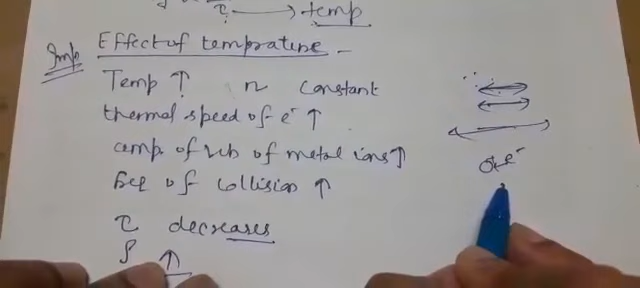 τ → temp
Imp Effect of temprature -
Temp ↑ n constant
thermal speed of e⁻ ↑
amp. of vib of metal ions ↑
freq of collision ↑
τ decreases
ρ ↑
e⁻